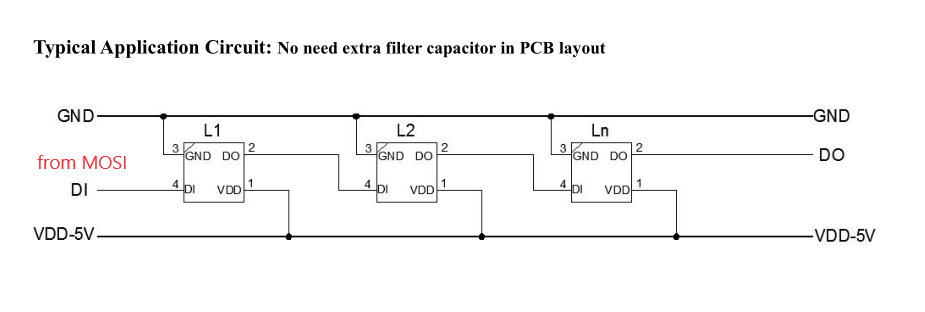 Typical Application Circuit: No need extra filter capacitor in PCB layout
GND
GND
L1
L2
Ln
3
GND
DO
2
3
GND
DO
2
3
GND
DO
2
DO
from MOSI
DI
4
DI
VDD
1
4
DI
VDD
1
4
DI
VDD
1
VDD-5V
VDD-5V